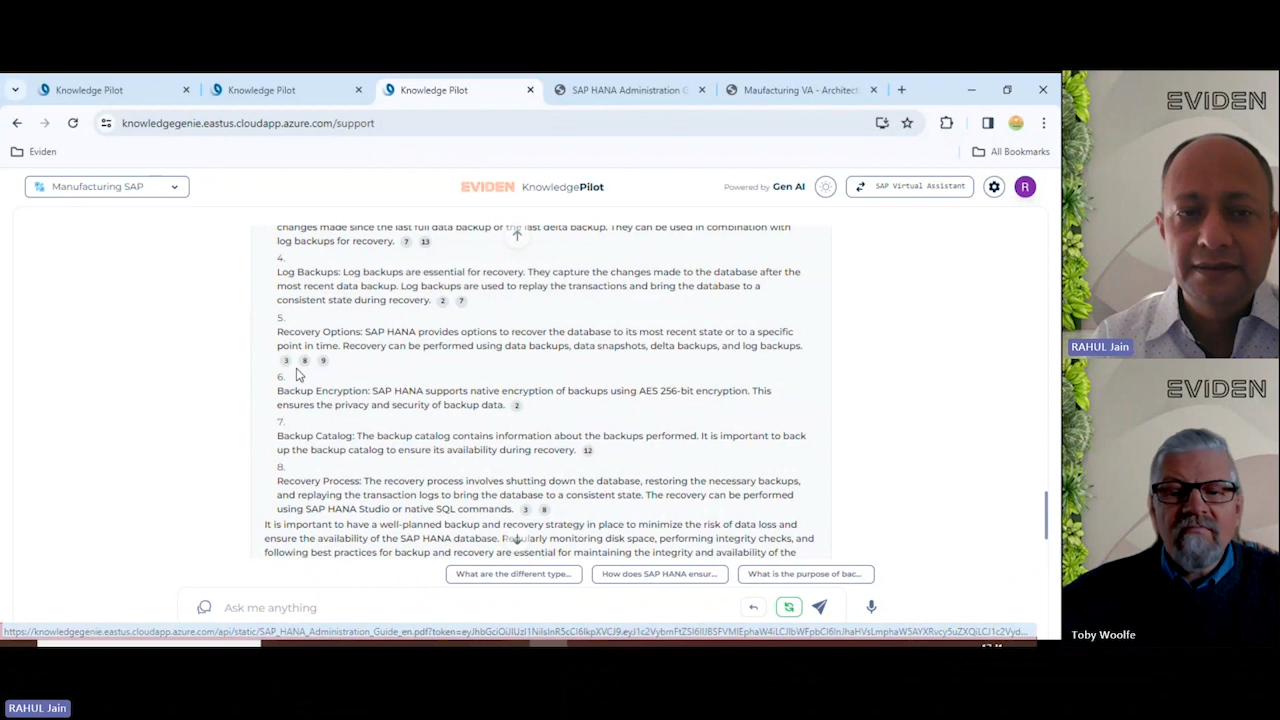 Knowledge Pilot
Knowledge Pilot
Knowledge Pilot
SAP HANA Administration G
Maufacturing VA - Architect
knowledgegenie.eastus.cloudapp.azure.com/support
Eviden
All Bookmarks
Manufacturing SAP
EVIDEN KnowledgePilot
Powered by Gen AI
SAP Virtual Assistant
R
changes made since the last full data backup or the last delta backup. They can be used in combination with
log backups for recovery. 7 13
4.
Log Backups: Log backups are essential for recovery. They capture the changes made to the database after the
most recent data backup. Log backups are used to replay the transactions and bring the database to a
consistent state during recovery. 2 7
5.
Recovery Options: SAP HANA provides options to recover the database to its most recent state or to a specific
point in time. Recovery can be performed using data backups, data snapshots, delta backups, and log backups.
3 8 9
6.
Backup Encryption: SAP HANA supports native encryption of backups using AES 256-bit encryption. This
ensures the privacy and security of backup data. 2
7.
Backup Catalog: The backup catalog contains information about the backups performed. It is important to back
up the backup catalog to ensure its availability during recovery. 12
8.
Recovery Process: The recovery process involves shutting down the database, restoring the necessary backups,
and replaying the transaction logs to bring the database to a consistent state. The recovery can be performed
using SAP HANA Studio or native SQL commands. 3 8
It is important to have a well-planned backup and recovery strategy in place to minimize the risk of data loss and
ensure the availability of the SAP HANA database. Regularly monitoring disk space, performing integrity checks, and
following best practices for backup and recovery are essential for maintaining the integrity and availability of the
What are the different type...
How does SAP HANA ensur...
What is the purpose of bac...
Ask me anything
EVIDEN
RAHUL Jain
EVIDEN
Toby Woolfe
RAHUL Jain